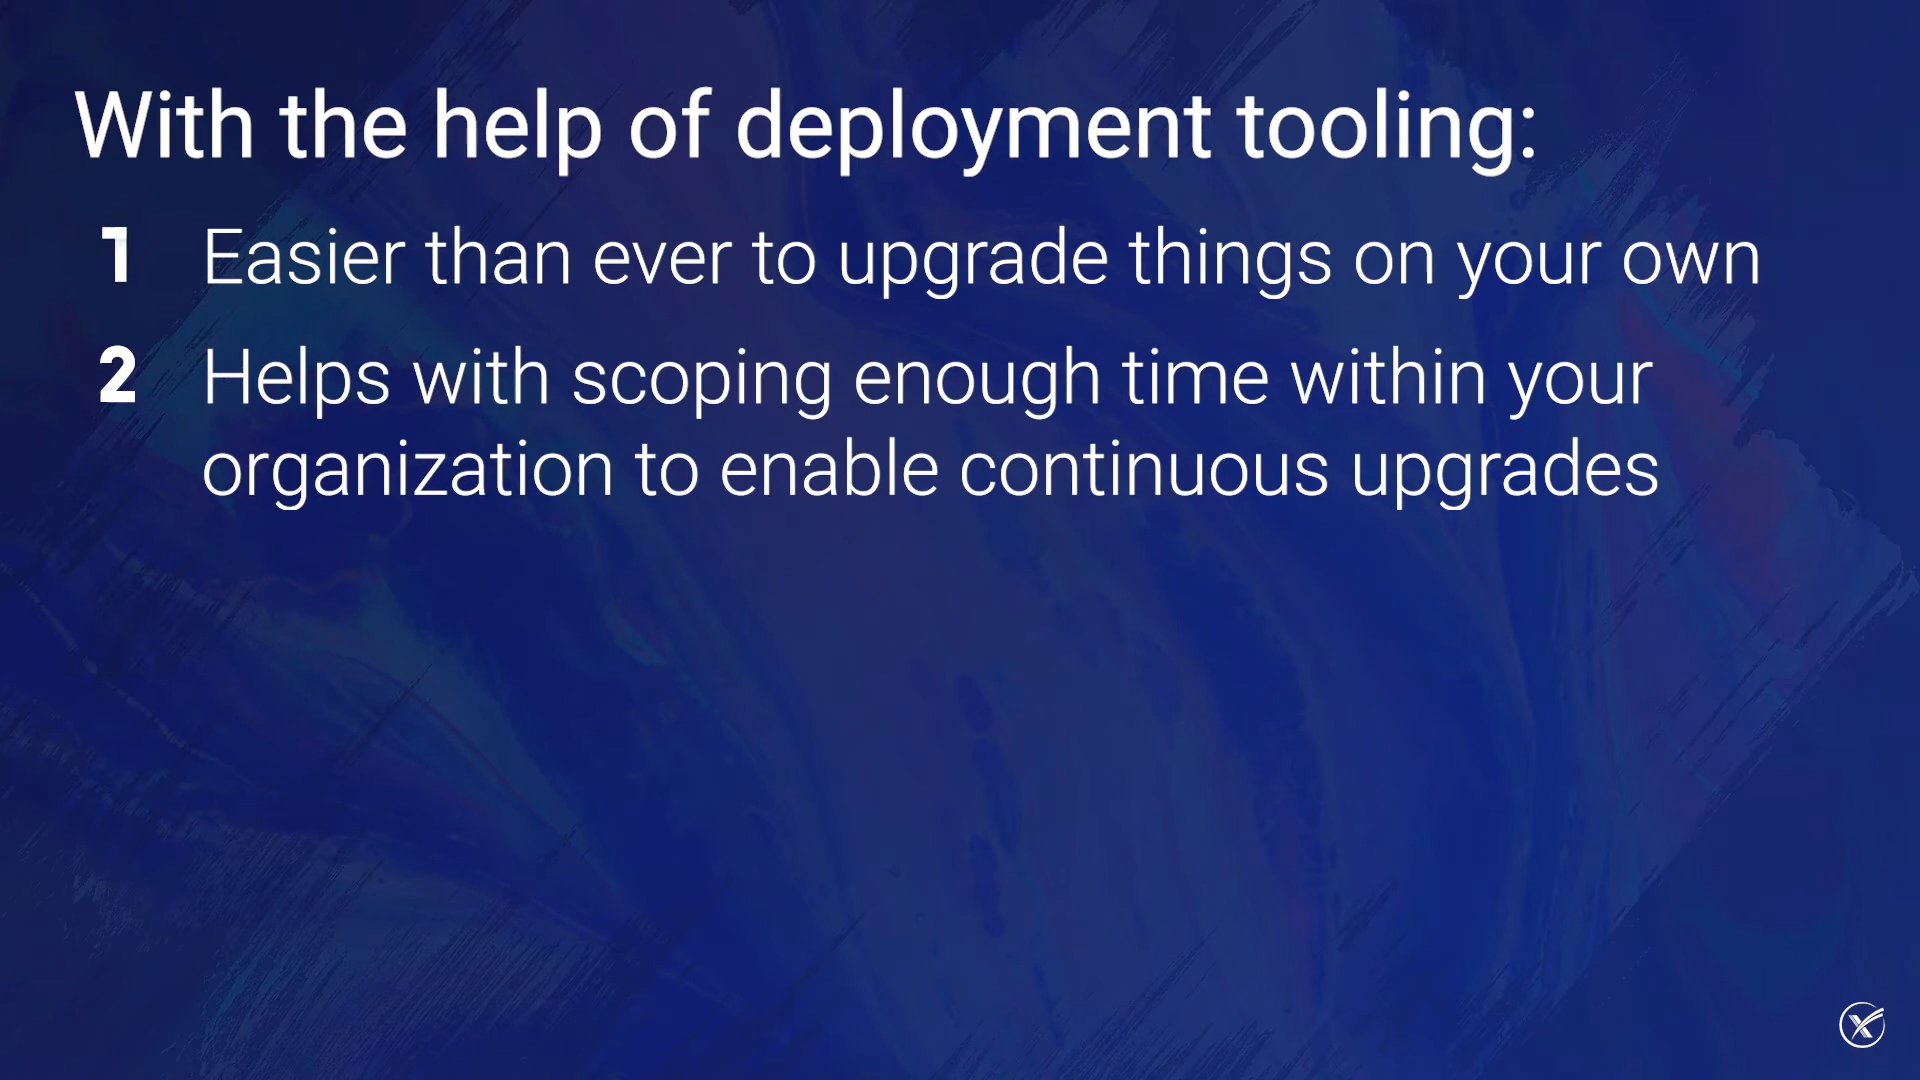 With the help of deployment tooling:
1 Easier than ever to upgrade things on your own
2 Helps with scoping enough time within your
organization to enable continuous upgrades